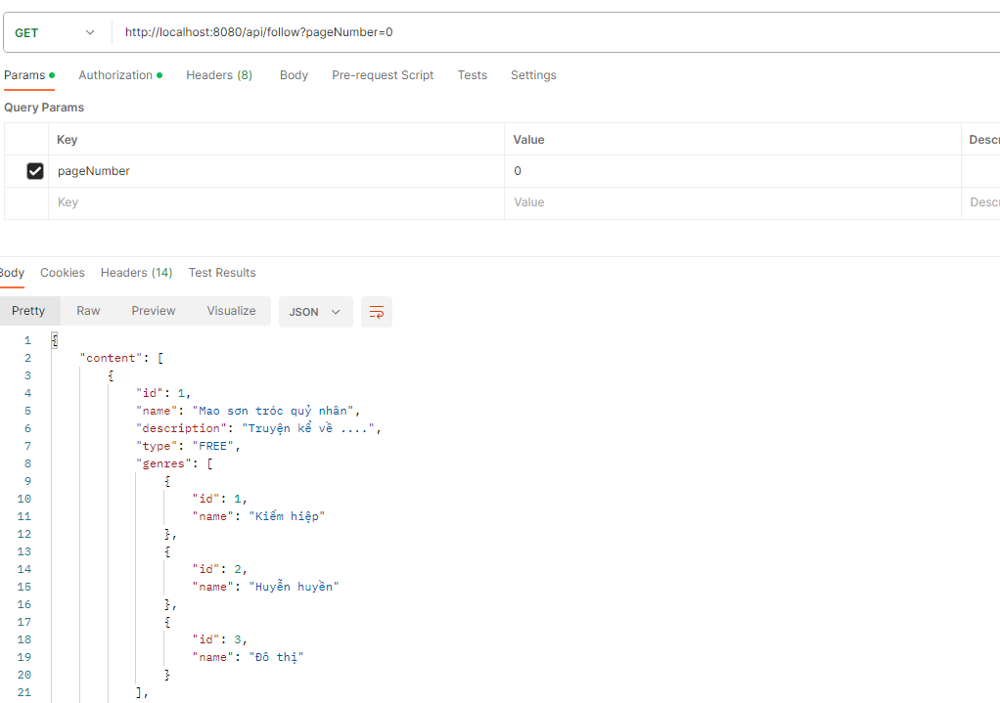 GET http://localhost:8080/api/follow?pageNumber=0
Params Authorization Headers (8) Body Pre-request Script Tests Settings
Query Params
Key Value Descr
pageNumber 0
Key Value Descr
Body Cookies Headers (14) Test Results
Pretty Raw Preview Visualize JSON
1 {
2 "content": [
3 {
4 "id": 1,
5 "name": "Mao sơn tróc quỷ nhân",
6 "description": "Truyện kể về ....",
7 "type": "FREE",
8 "genres": [
9 {
10 "id": 1,
11 "name": "Kiếm hiệp"
12 },
13 {
14 "id": 2,
15 "name": "Huyễn huyền"
16 },
17 {
18 "id": 3,
19 "name": "Đô thị"
20 }
21 ],